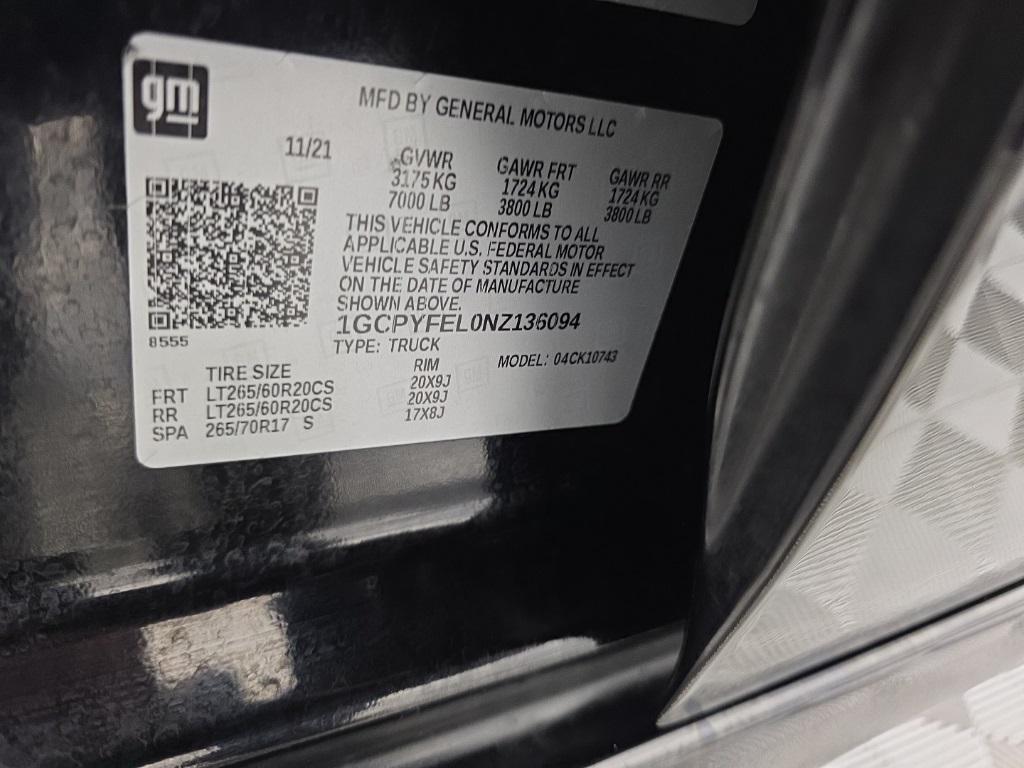 gm
MFD BY GENERAL MOTORS LLC
11/21
GVWR GAWR FRT GAWR RR
3175 KG 1724 KG 1724 KG
7000 LB 3800 LB 3800 LB
THIS VEHICLE CONFORMS TO ALL
APPLICABLE U.S. FEDERAL MOTOR
VEHICLE SAFETY STANDARDS IN EFFECT
ON THE DATE OF MANUFACTURE
SHOWN ABOVE.
1GCPYFEL0NZ136094
8555
TYPE: TRUCK
MODEL: 04CK10743
TIRE SIZE RIM
FRT LT265/60R20CS 20X9J
RR LT265/60R20CS 20X9J
SPA 265/70R17 S 17X8J